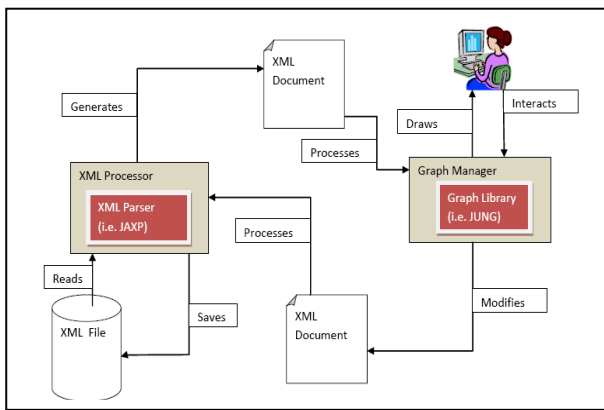 XML
Document
Generates
Interacts
Draws
Processes
XML Processor
XML Parser
(i.e. JAXP)
Graph Manager
Graph Library
(i.e. JUNG)
Processes
Reads
Saves
Modifies
XML File
XML
Document